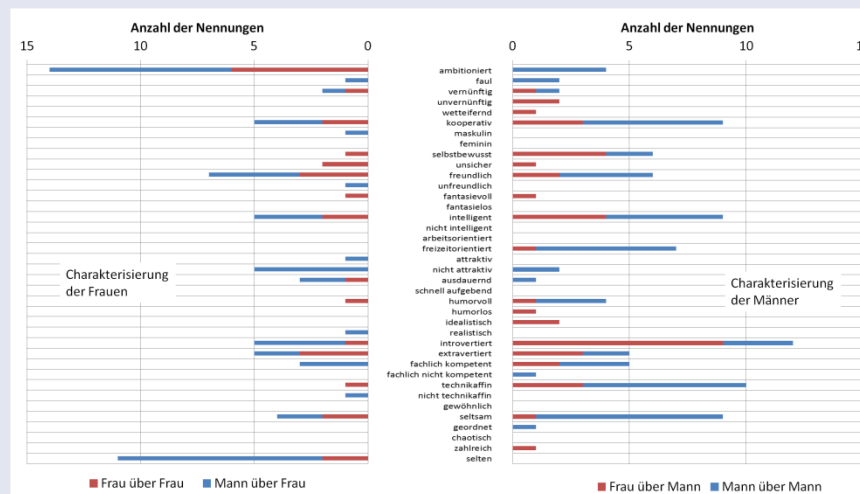 Anzahl der Nennungen
Anzahl der Nennungen
15 10 5 0
0 5 10 1
ambitioniert
faul
vernünftig
unvernünftig
wetteifernd
kooperativ
maskulin
feminin
selbstbewusst
unsicher
freundlich
unfreundlich
fantasievoll
fantasielos
intelligent
nicht intelligent
arbeitsorientiert
freizeitorientiert
attraktiv
nicht attraktiv
ausdauernd
schnell aufgebend
humorvoll
humorlos
idealistisch
realistisch
introvertiert
extravertiert
fachlich kompetent
fachlich nicht kompetent
technikaffin
nicht technikaffin
gewöhnlich
seltsam
geordnet
chaotisch
zahlreich
selten
Charakterisierung
der Frauen
Charakterisierung
der Männer
Frau über Frau Mann über Frau
Frau über Mann Mann über Mann